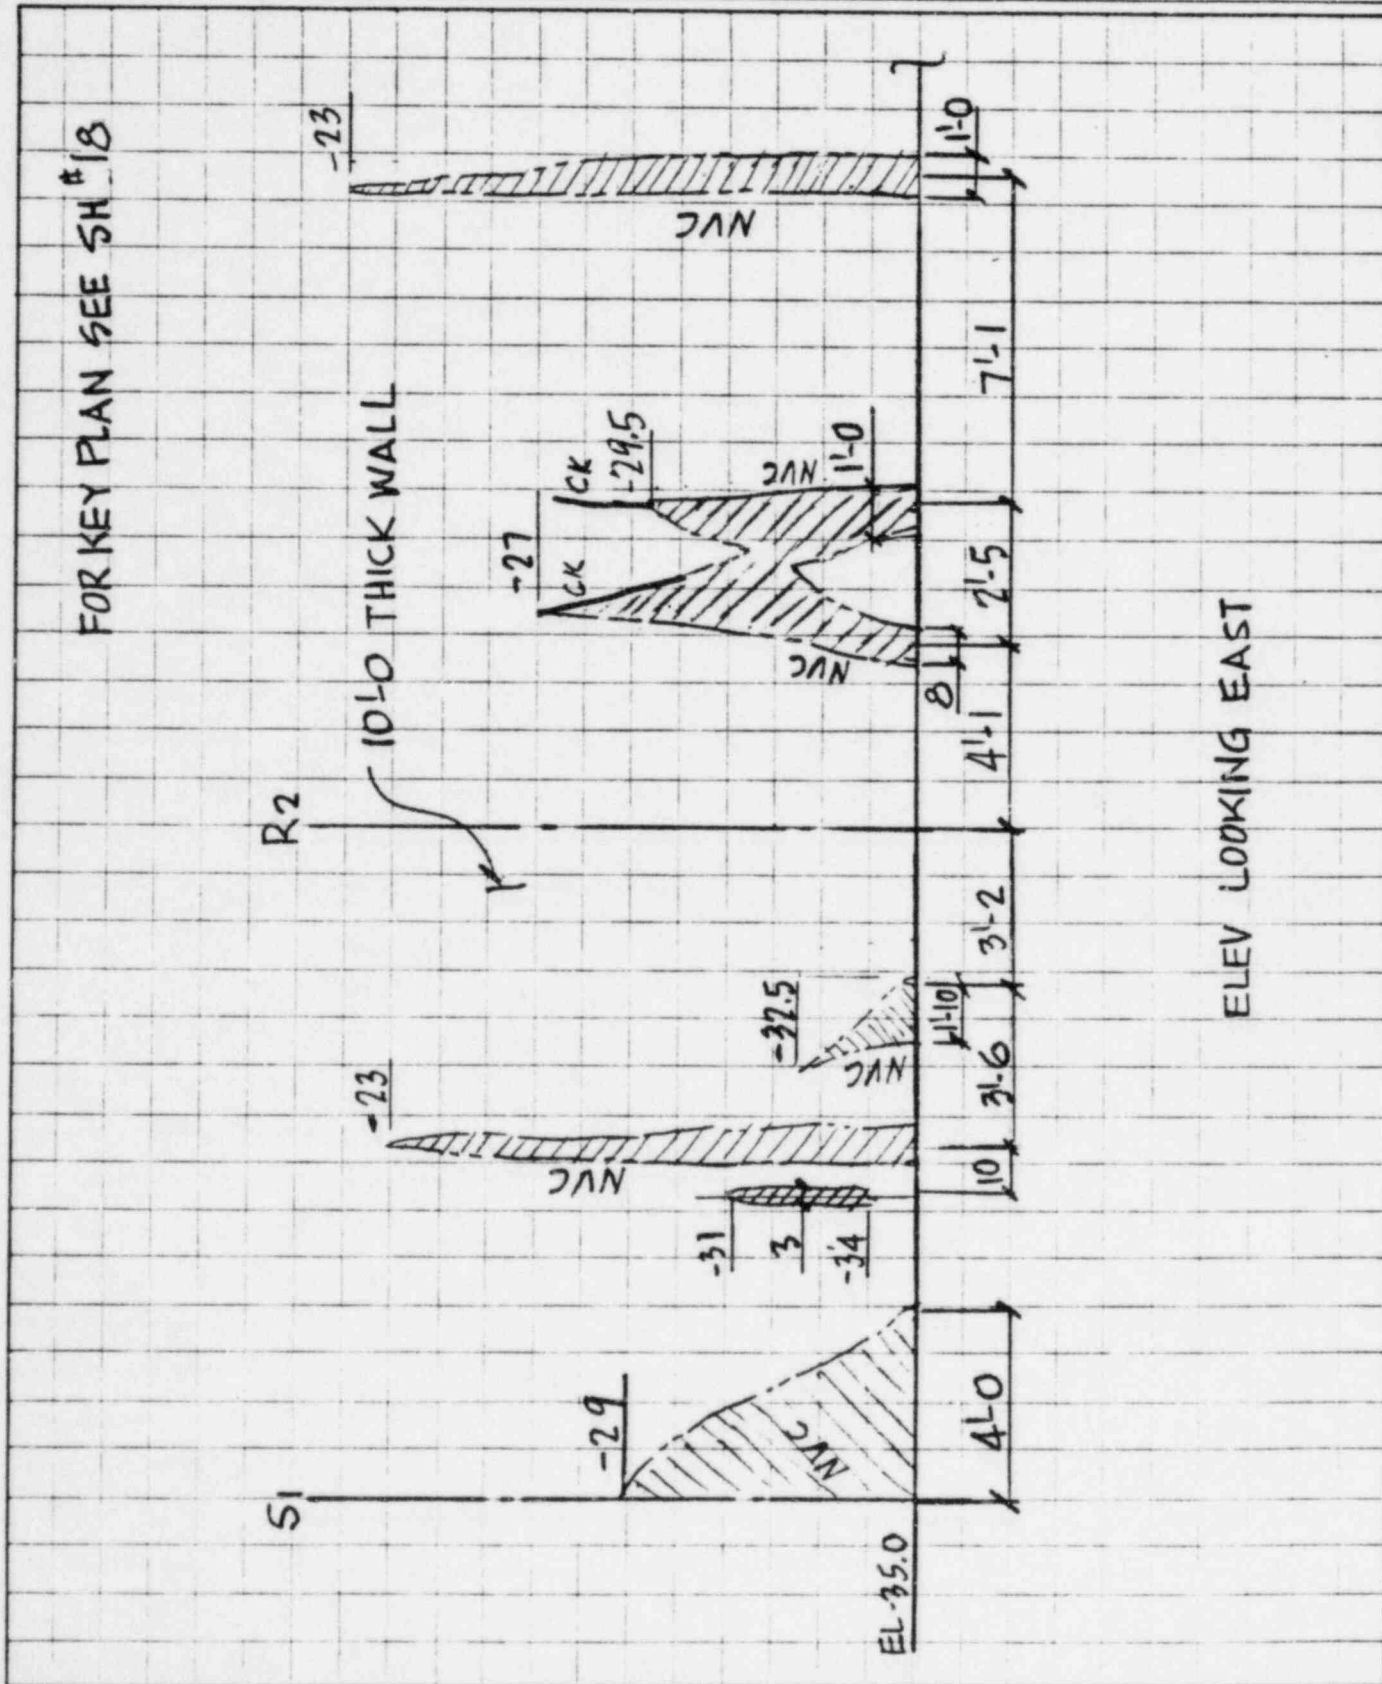 FOR KEY PLAN SEE SH #18
10'-0 THICK WALL
S1
R2
-29
-23
-32.5
-27
CK
CK
-29.5
-23
-31
3
-34
NVC
NVC
NVC
NVC
NVC
NVC
1'-0
EL-35.0
8
1'-10
1'-0
4'-0
10
3'-6
3'-2
4'-1
2'-5
7'-1
ELEV LOOKING EAST